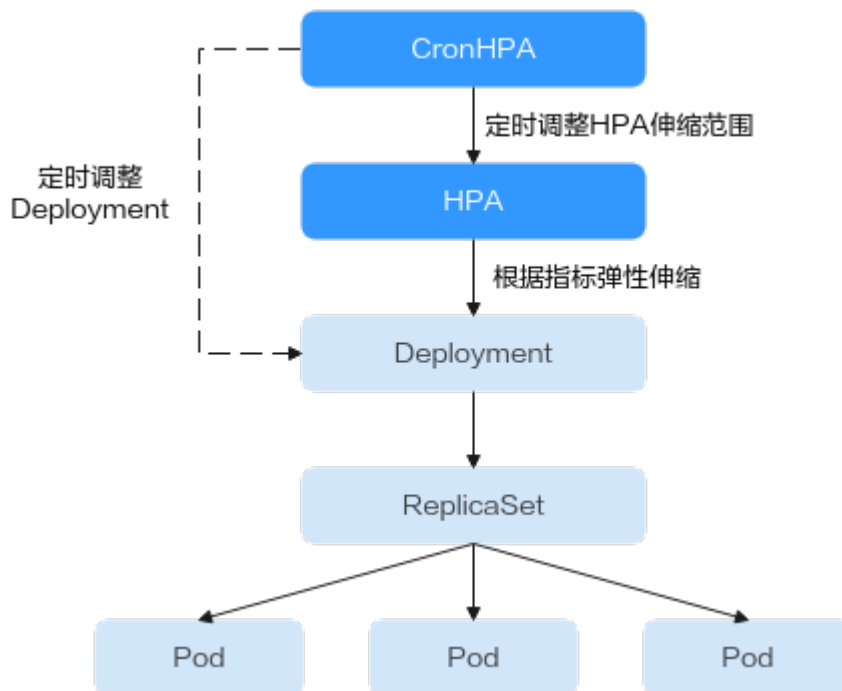 CronHPA
定时调整HPA伸缩范围
定时调整
Deployment
HPA
根据指标弹性伸缩
Deployment
ReplicaSet
Pod
Pod
Pod